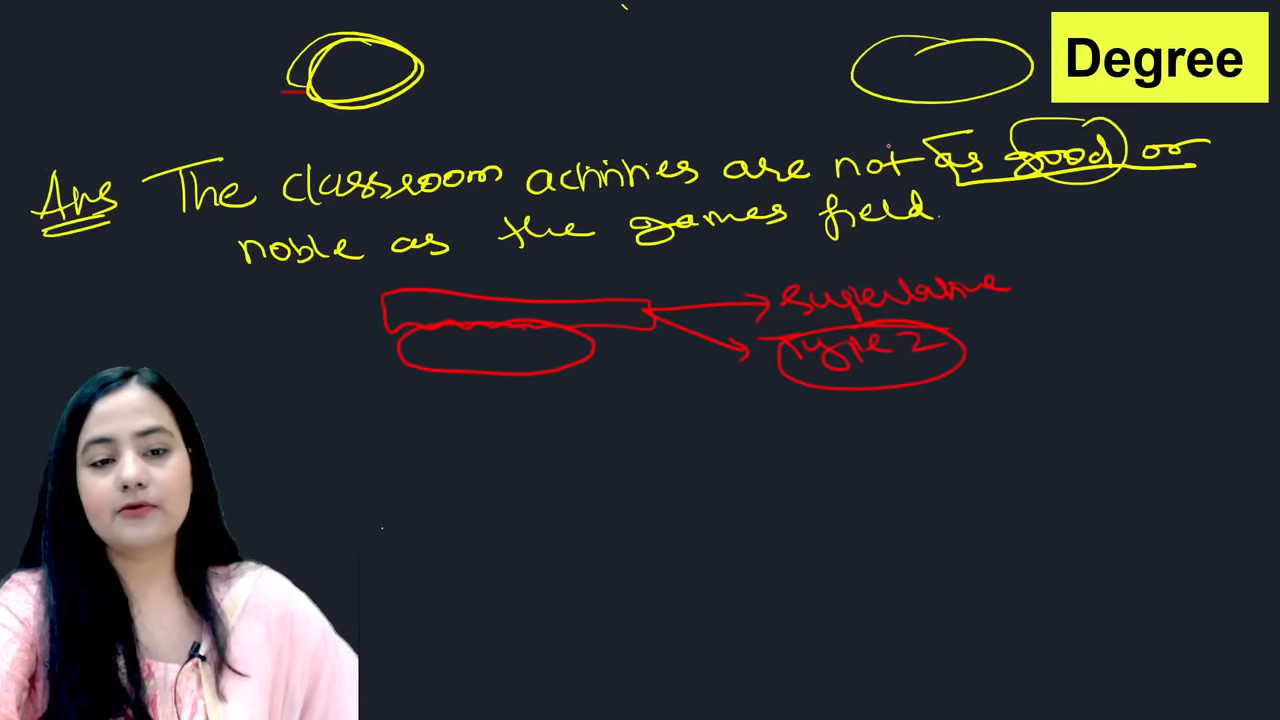 Degree
Ans The classroom activities are not as good or
noble as the games field.
superlative
Type 2